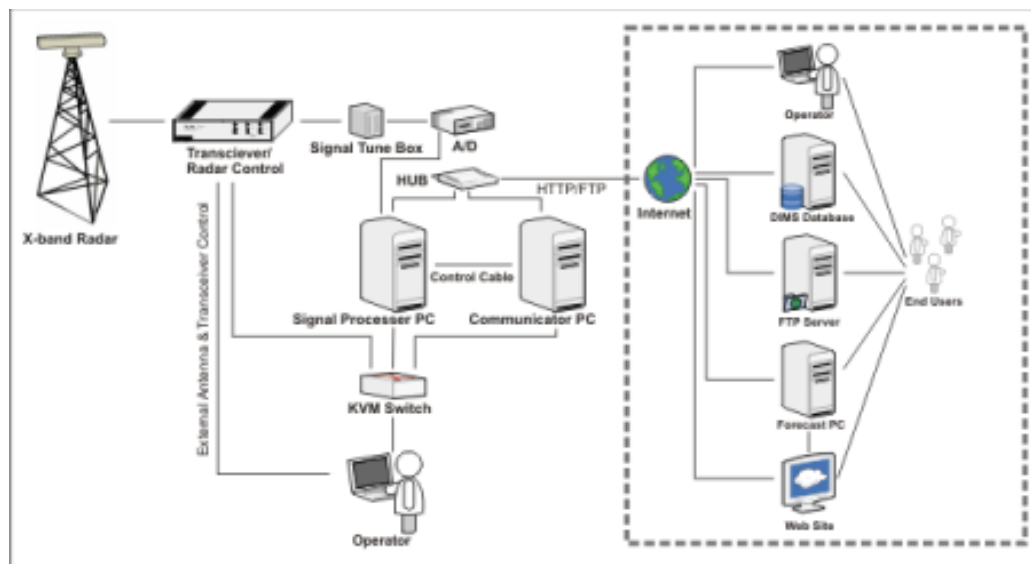 X-band Radar
Transciever/
Radar Control
Signal Tune Box
A/D
HUB
HTTP/FTP
Internet
Control Cable
Signal Processer PC
Communicator PC
External Antenna & Transceiver Control
KVM Switch
Operator
Operator
DIMS Database
FTP Server
Forecast PC
Web Site
End Users